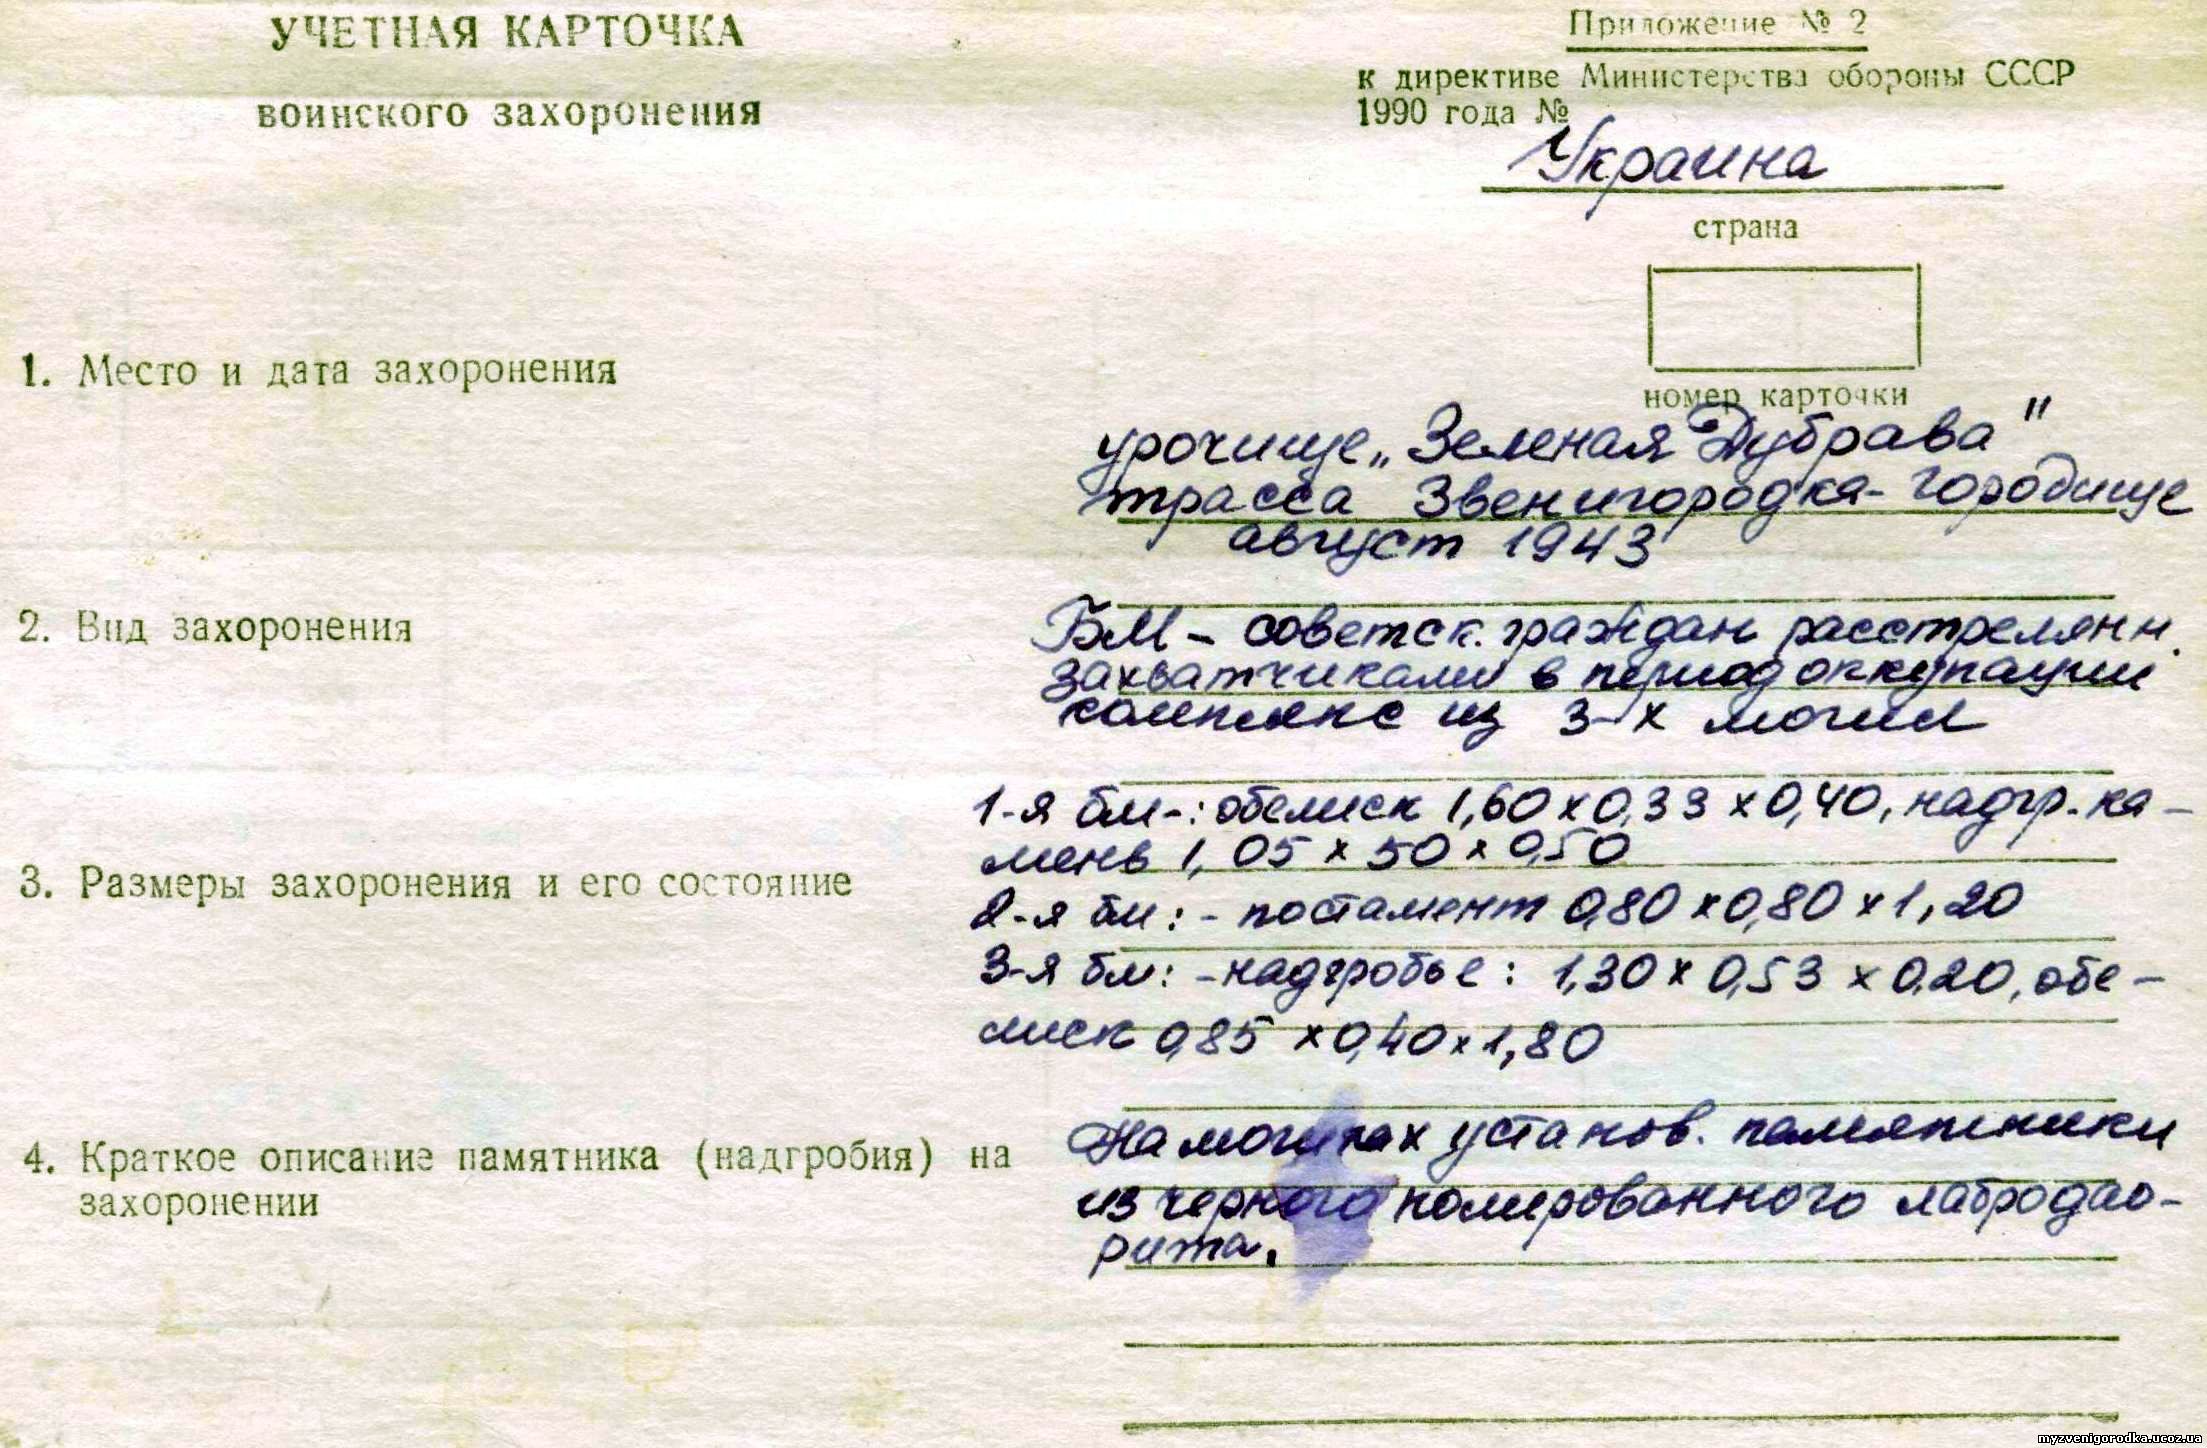 УЧЕТНАЯ КАРТОЧКА
воинского захоронения
Приложение № 2
к директиве Министерства обороны СССР
1990 года №
Украина
страна
номер карточки
1. Место и дата захоронения
урочище „Зеленая Дубрава"
трасса Звенигородка-Городище
август 1943
2. Вид захоронения
БМ – советск. граждан расстрелянн.
захватчиками в период оккупации
комплекс из 3-х могил
3. Размеры захоронения и его состояние
1-я бм-: обелиск 1,60 х 0,33 х 0,40, надгр. ка-
мень 1,05 х 50 х 0,50
2-я бм: - постамент 0,80 х 0,80 х 1,20
3-я бм: - надгробье: 1,30 х 0,53 х 0,20, обе-
лиск 0,85 х 0,40 х 1,80
4. Краткое описание памятника (надгробия) на
захоронении
На могилах установ. памятники
из черного полированного лабродао-
рита.
myzvenigorodka.ucoz.ua